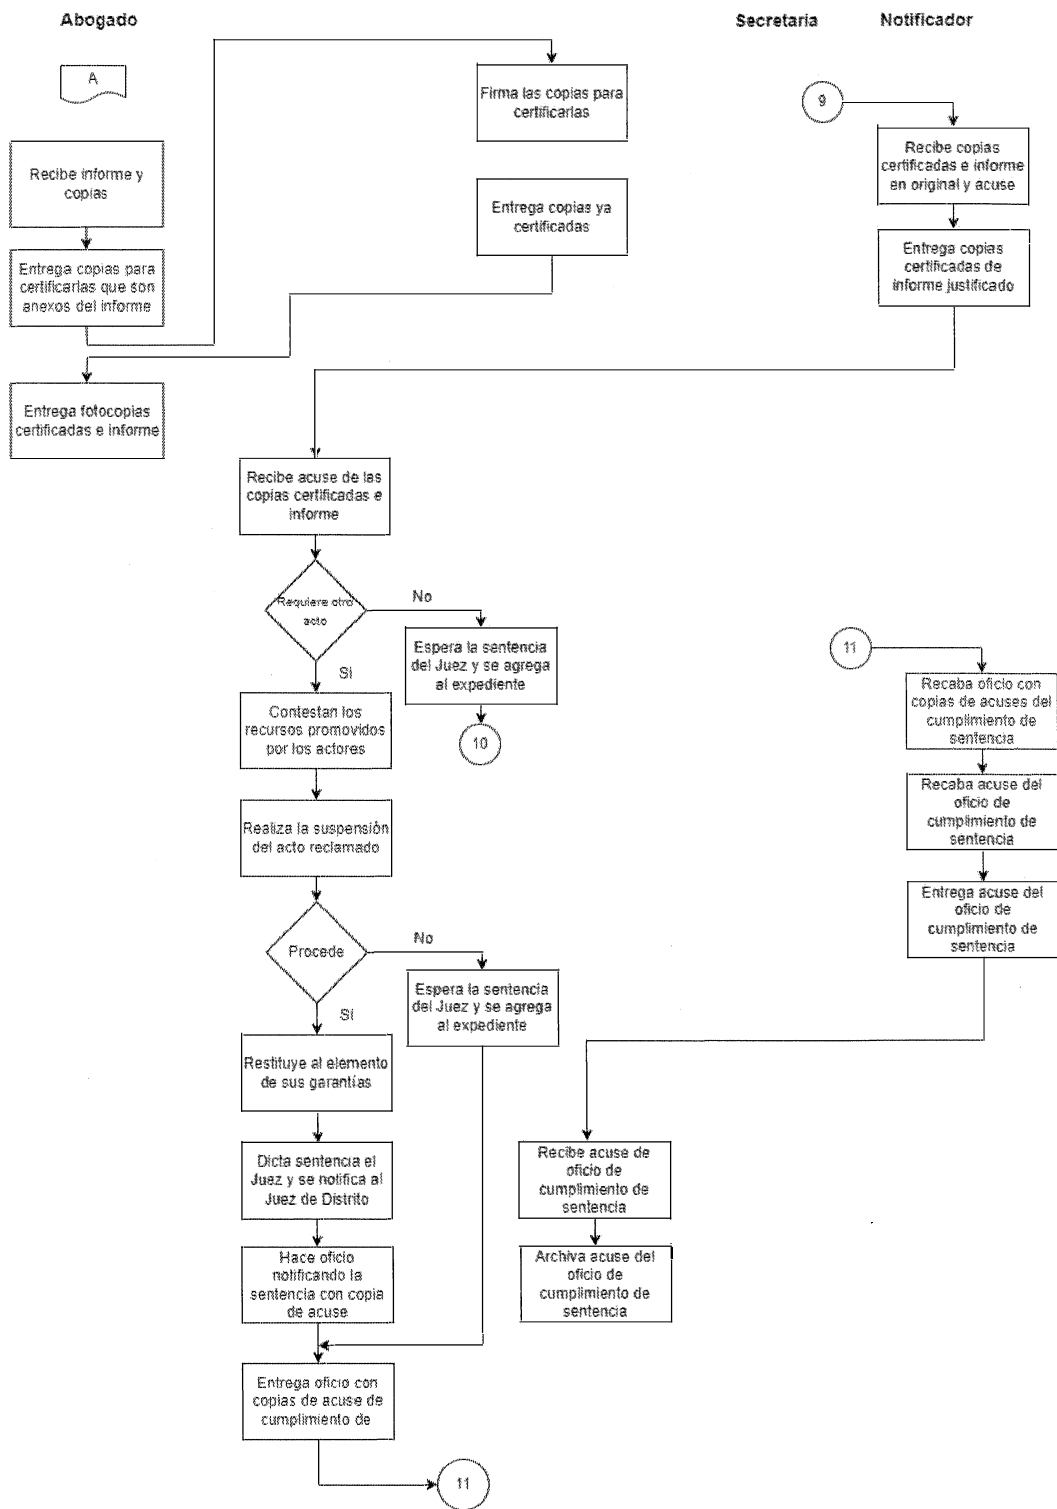 Abogado
Secretaria
Notificador
A
Recibe informe y
copias
Entrega copias para
certificarlas que son
anexos del informe
Entrega fotocopias
certificadas e informe
Firma las copias para
certificarlas
Entrega copias ya
certificadas
9
Recibe copias
certificadas e informe
en original y acuse
Entrega copias
certificadas de
informe justificado
Recibe acuse de las
copias certificadas e
informe
Requiere otro
acto
No
Espera la sentencia
del Juez y se agrega
al expediente
10
Si
Contestan los
recursos promovidos
por los actores
Realiza la suspensión
del acto reclamado
Procede
No
Espera la sentencia
del Juez y se agrega
al expediente
Si
Restituye al elemento
de sus garantías
Dicta sentencia el
Juez y se notifica al
Juez de Distrito
Hace oficio
notificando la
sentencia con copia
de acuse
Entrega oficio con
copias de acuse de
cumplimiento de
11
11
Recaba oficio con
copias de acuses del
cumplimiento de
sentencia
Recaba acuse del
oficio de
cumplimiento de
sentencia
Entrega acuse del
oficio de
cumplimiento de
sentencia
Recibe acuse de
oficio de
cumplimiento de
sentencia
Archiva acuse del
oficio de
cumplimiento de
sentencia